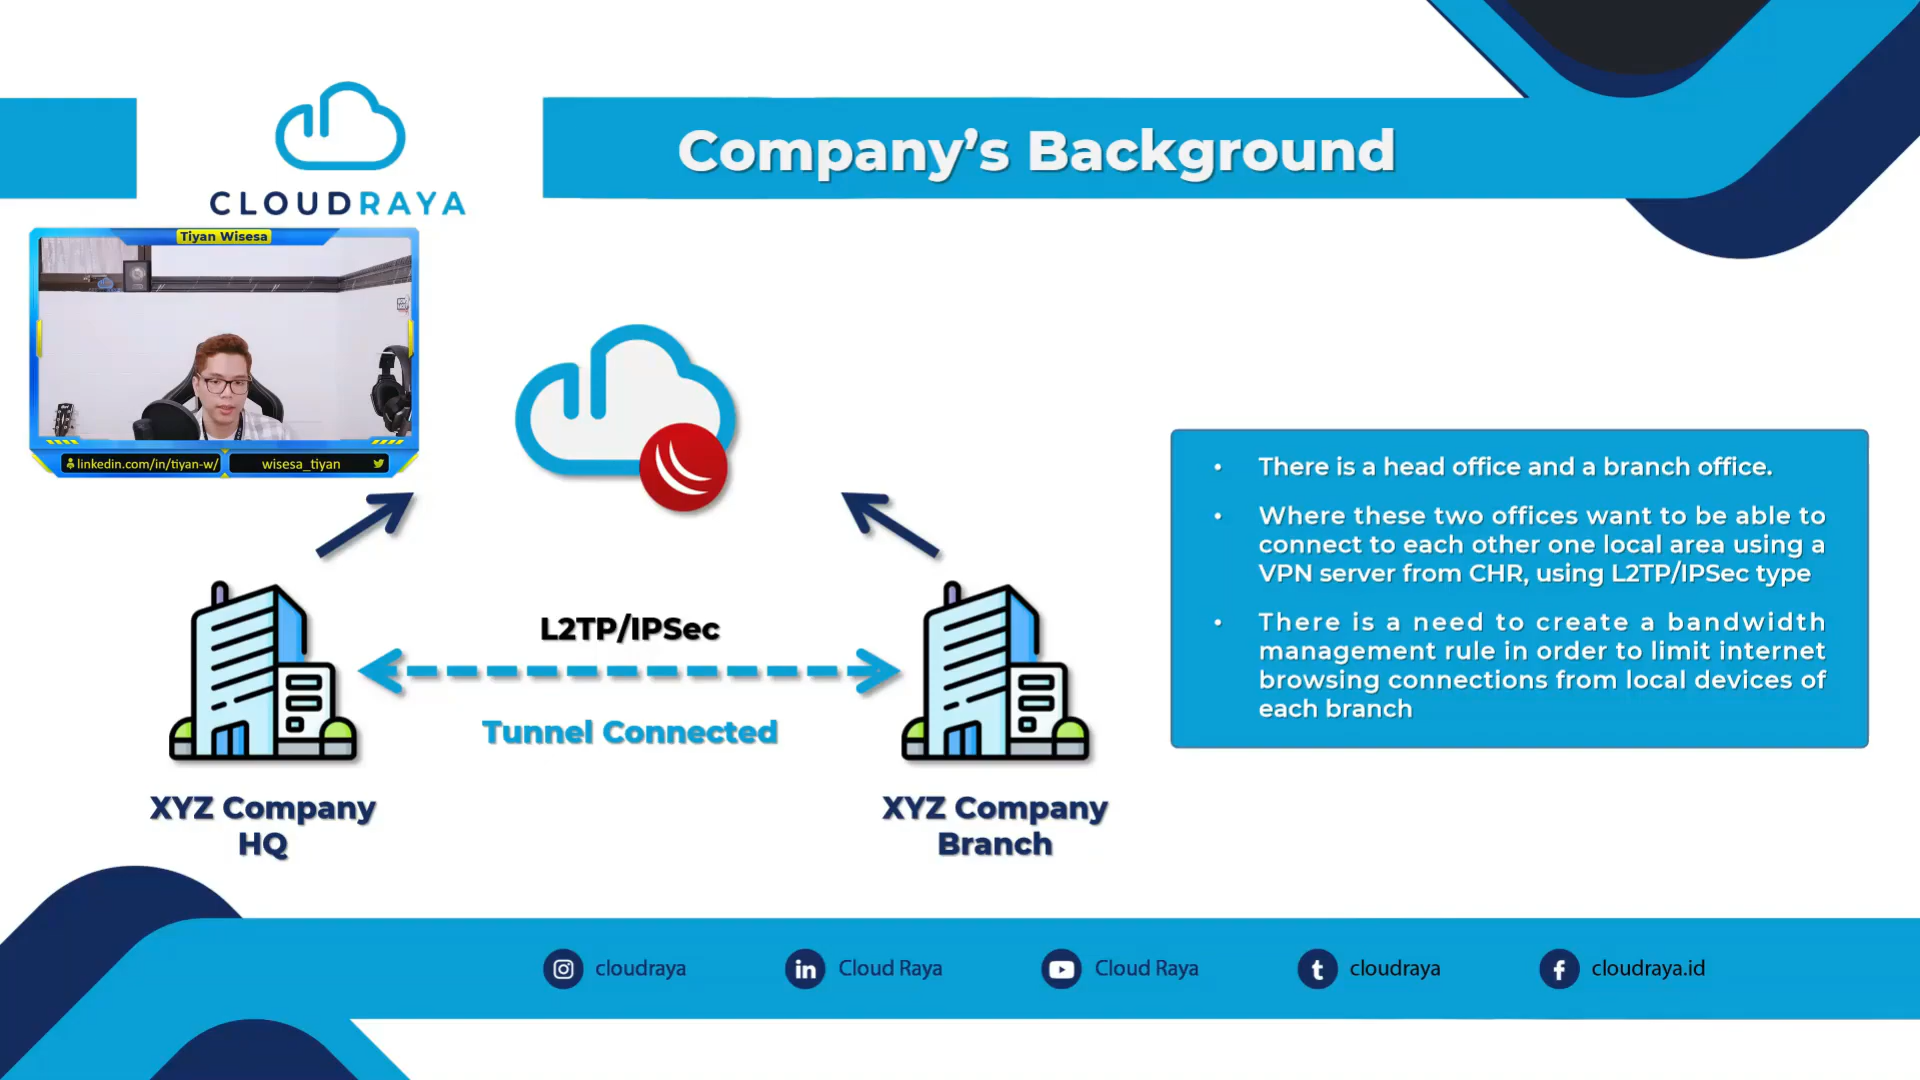 Company's Background
CLOUDRAYA
Tiyan Wisesa
linkedin.com/in/tiyan-w/
wisesa_tiyan
L2TP/IPSec
Tunnel Connected
XYZ Company
HQ
XYZ Company
Branch
• There is a head office and a branch office.
• Where these two offices want to be able to
connect to each other one local area using a
VPN server from CHR, using L2TP/IPSec type
• There is a need to create a bandwidth
management rule in order to limit internet
browsing connections from local devices of
each branch
cloudraya
Cloud Raya
Cloud Raya
cloudraya
cloudraya.id